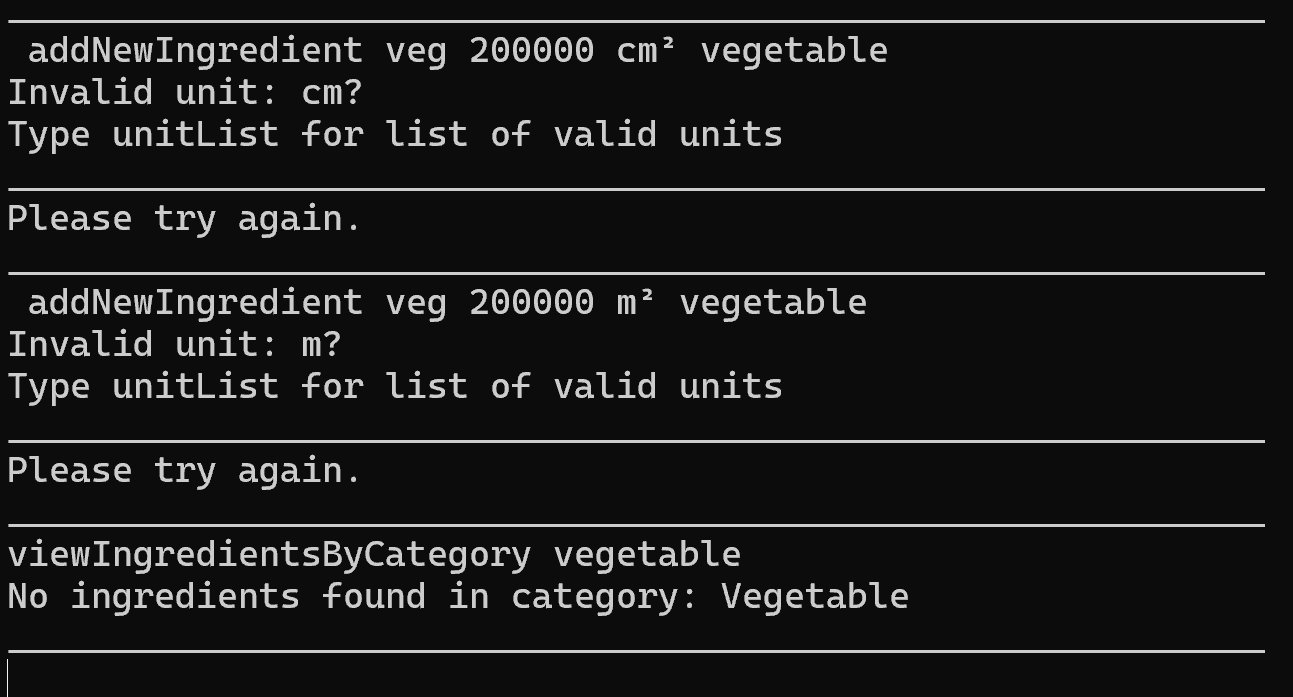 addNewIngredient veg 200000 cm² vegetable
Invalid unit: cm?
Type unitList for list of valid units
Please try again.
addNewIngredient veg 200000 m² vegetable
Invalid unit: m?
Type unitList for list of valid units
Please try again.
viewIngredientsByCategory vegetable
No ingredients found in category: Vegetable